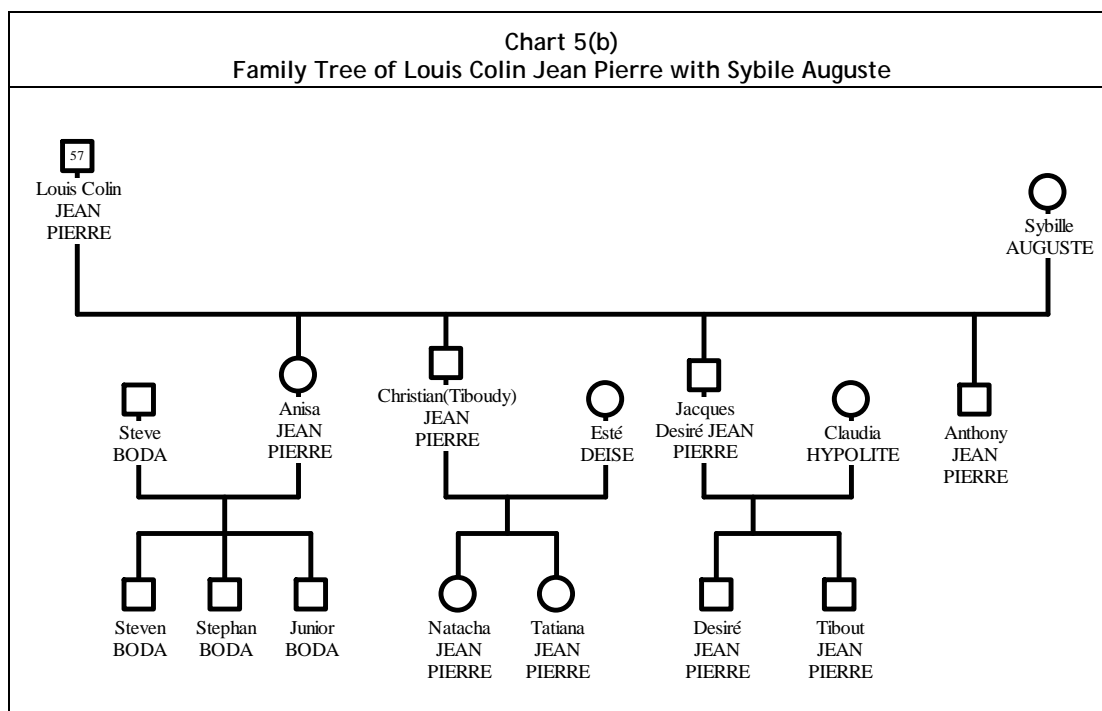 Chart 5(b)
Family Tree of Louis Colin Jean Pierre with Sybile Auguste
57
Louis Colin
JEAN
PIERRE
Sybille
AUGUSTE
Steve
BODA
Anisa
JEAN
PIERRE
Christian(Tiboudy)
JEAN
PIERRE
Esté
DEISE
Jacques
Desiré JEAN
PIERRE
Claudia
HYPOLITE
Anthony
JEAN
PIERRE
Steven
BODA
Stephan
BODA
Junior
BODA
Natacha
JEAN
PIERRE
Tatiana
JEAN
PIERRE
Desiré
JEAN
PIERRE
Tibout
JEAN
PIERRE